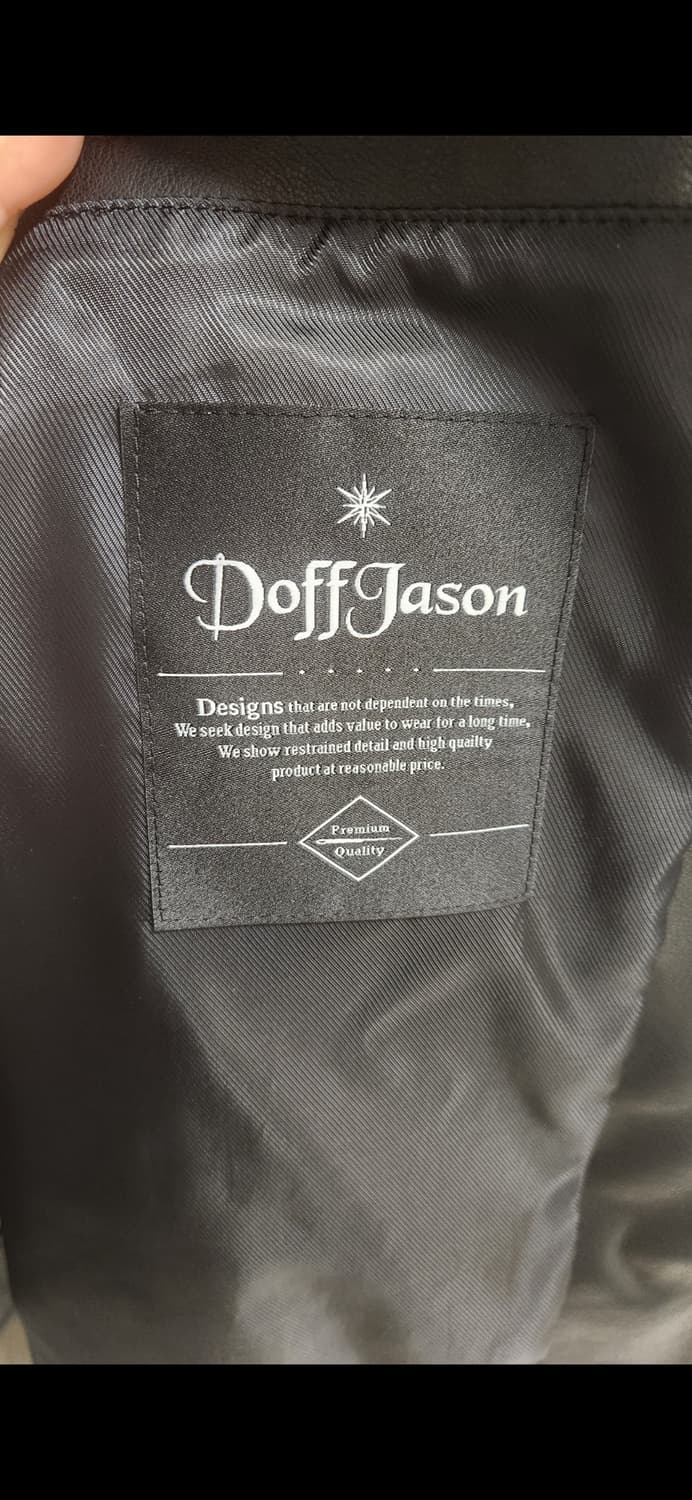 DoffJason
Designs that are not dependent on the times,
We seek design that adds value to wear for a long time,
We show restrained detail and high quailty
product at reasonable price.
Premium
Quality